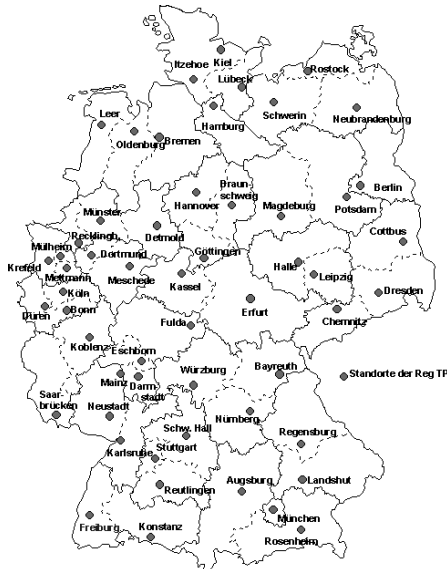 Itzehoe
Kiel
Lübeck
Rostock
Leer
Oldenburg
Bremen
Hamburg
Schwerin
Neubrandenburg
Hannover
Braun-
schweig
Magdeburg
Berlin
Potsdam
Cottbus
Münster
Recklingh.
Detmold
Göttingen
Mülheim
Dortmund
Krefeld
Mettmann
Meschede
Kassel
Halle
Leipzig
Dresden
Köln
Düren
Bonn
Erfurt
Chemnitz
Fulda
Koblenz
Eschborn
Mainz
Darm-
stadt
Würzburg
Bayreuth
Standorte der Reg TP
Saar-
brücken
Neustadt
Nürnberg
Schw. Hall
Regensburg
Karlsruhe
Stuttgart
Reutlingen
Augsburg
Landshut
Freiburg
Konstanz
München
Rosenheim